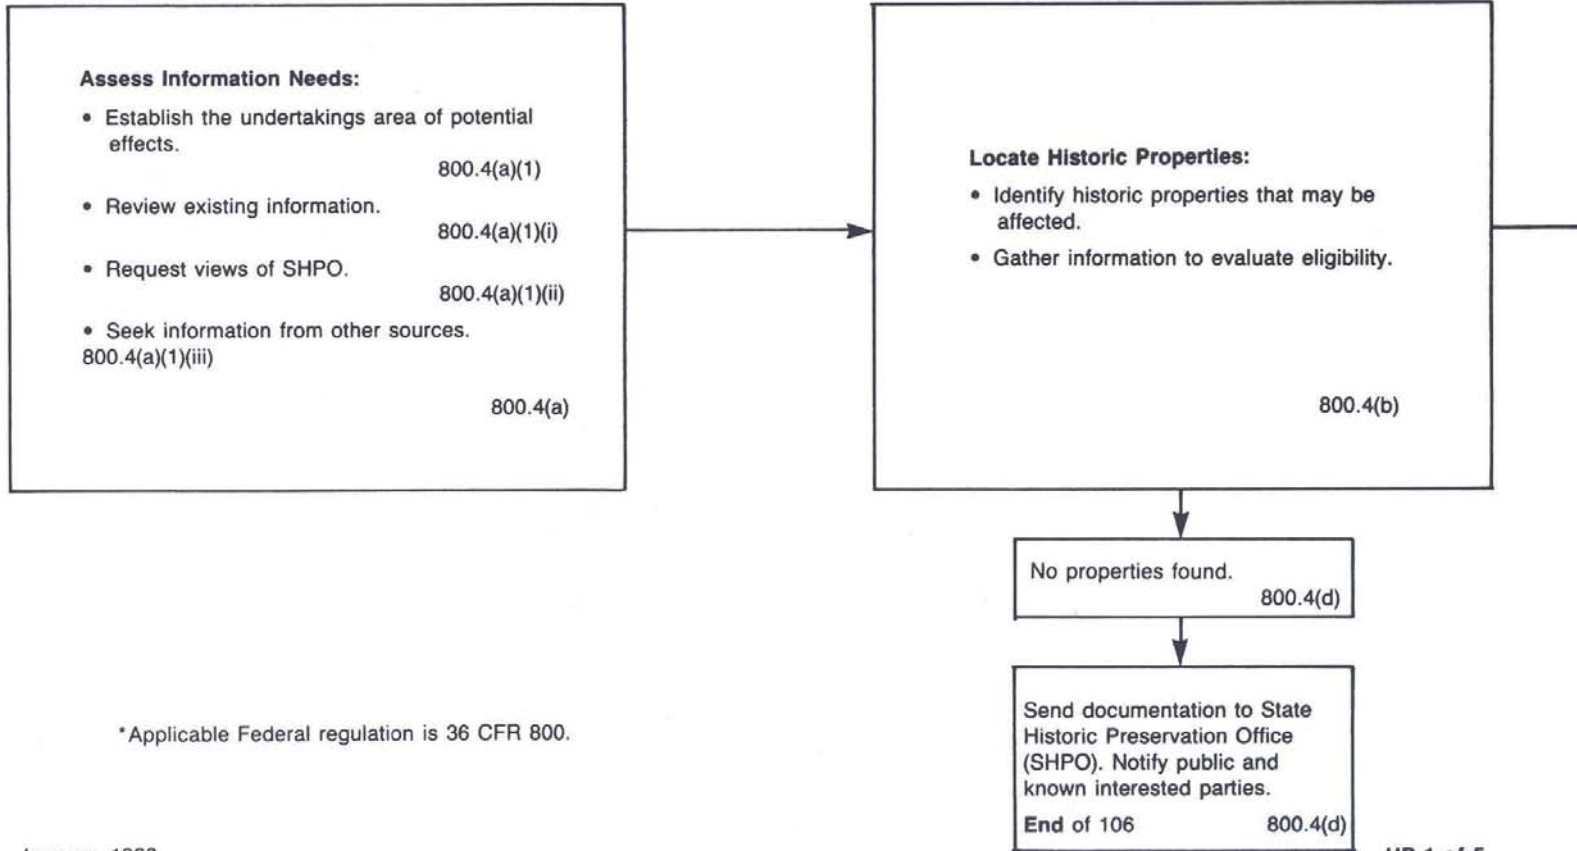 Assess Information Needs:
• Establish the undertakings area of potential
effects.
800.4(a)(1)
• Review existing information.
800.4(a)(1)(i)
• Request views of SHPO.
800.4(a)(1)(ii)
• Seek information from other sources.
800.4(a)(1)(iii)
800.4(a)
Locate Historic Properties:
• Identify historic properties that may be
affected.
• Gather information to evaluate eligibility.
800.4(b)
No properties found.
800.4(d)
Send documentation to State
Historic Preservation Office
(SHPO). Notify public and
known interested parties.
End of 106 800.4(d)
*Applicable Federal regulation is 36 CFR 800.